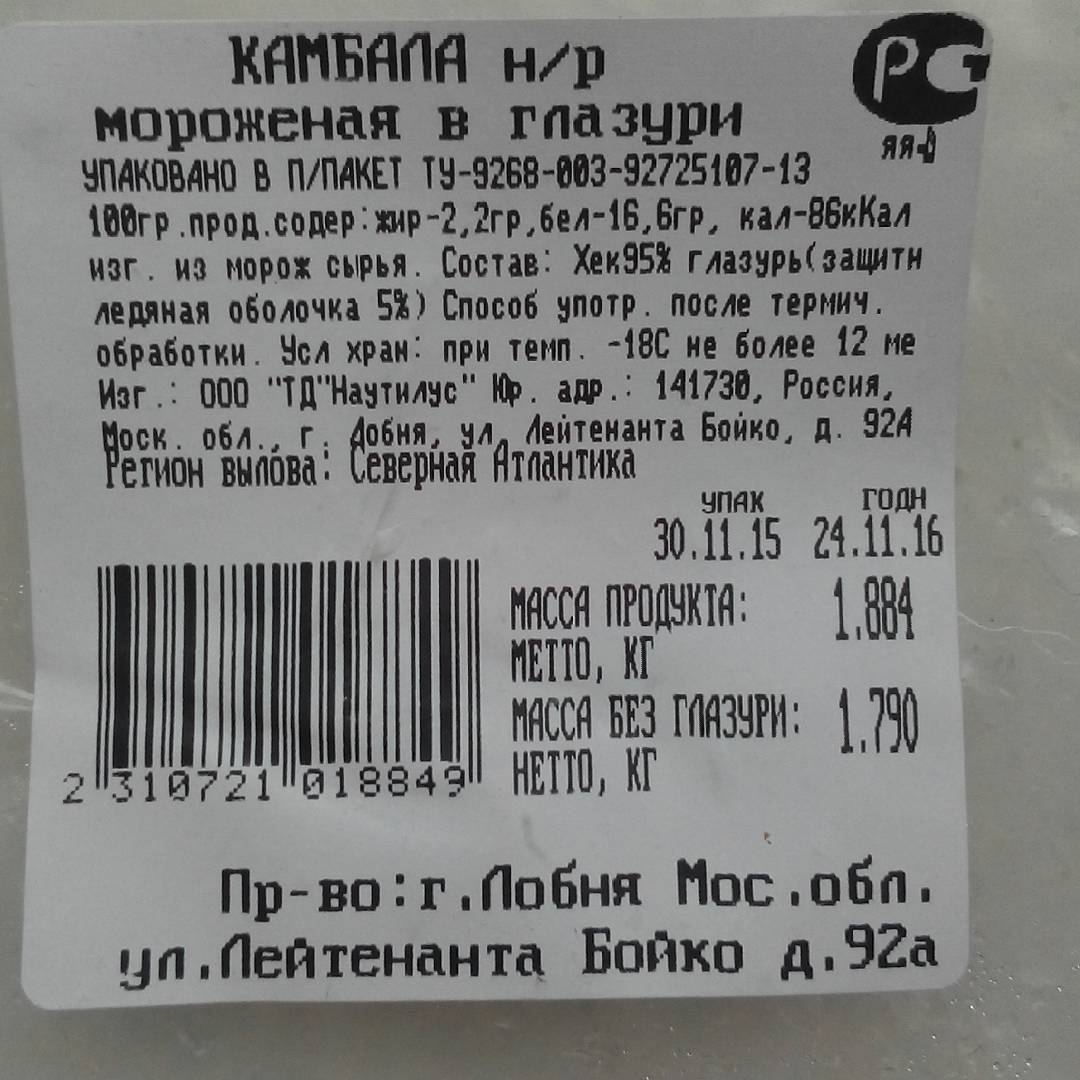 КАМБАЛА н/р
мороженая в глазури
УПАКОВАНО В П/ПАКЕТ ТУ-9268-003-92725107-13
100гр.прод.содер:жир-2,2гр,бел-16,6гр, кал-86кКал
изг. из морож сырья. Состав: Хек95% глазурь(защитн
ледяная оболочка 5%) Способ употр. после термич.
обработки. Усл хран: при темп. -18С не более 12 ме
Изг.: ООО "ТД"Наутилус" Юр. адр.: 141730, Россия,
Моск. обл., г. Лобня, ул. Лейтенанта Бойко, д. 92А
Регион вылова: Северная Атлантика
УПАК ГОДН
30.11.15 24.11.16
МАССА ПРОДУКТА: 1.884
МЕТТО, КГ
МАССА БЕЗ ГЛАЗУРИ: 1.790
НЕТТО, КГ
2 310721 018849
Пр-во:г.Лобня Мос.обл.
ул.Лейтенанта Бойко д.92а